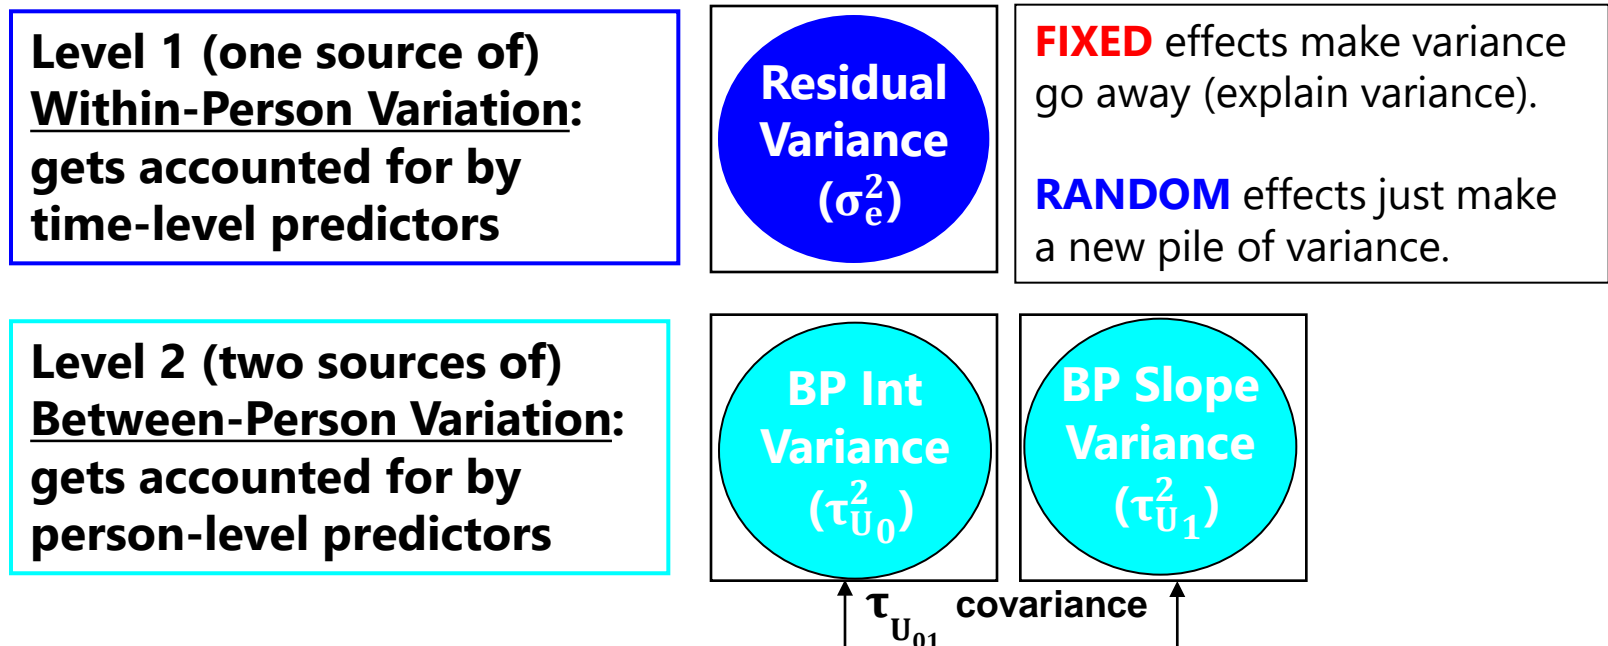 Level 1 (one source of)
Within-Person Variation:
gets accounted for by
time-level predictors
Residual
Variance
(σ²ₑ)
FIXED effects make variance
go away (explain variance).
RANDOM effects just make
a new pile of variance.
Level 2 (two sources of)
Between-Person Variation:
gets accounted for by
person-level predictors
BP Int
Variance
(τ²U₀)
BP Slope
Variance
(τ²U₁)
τU₀₁ covariance